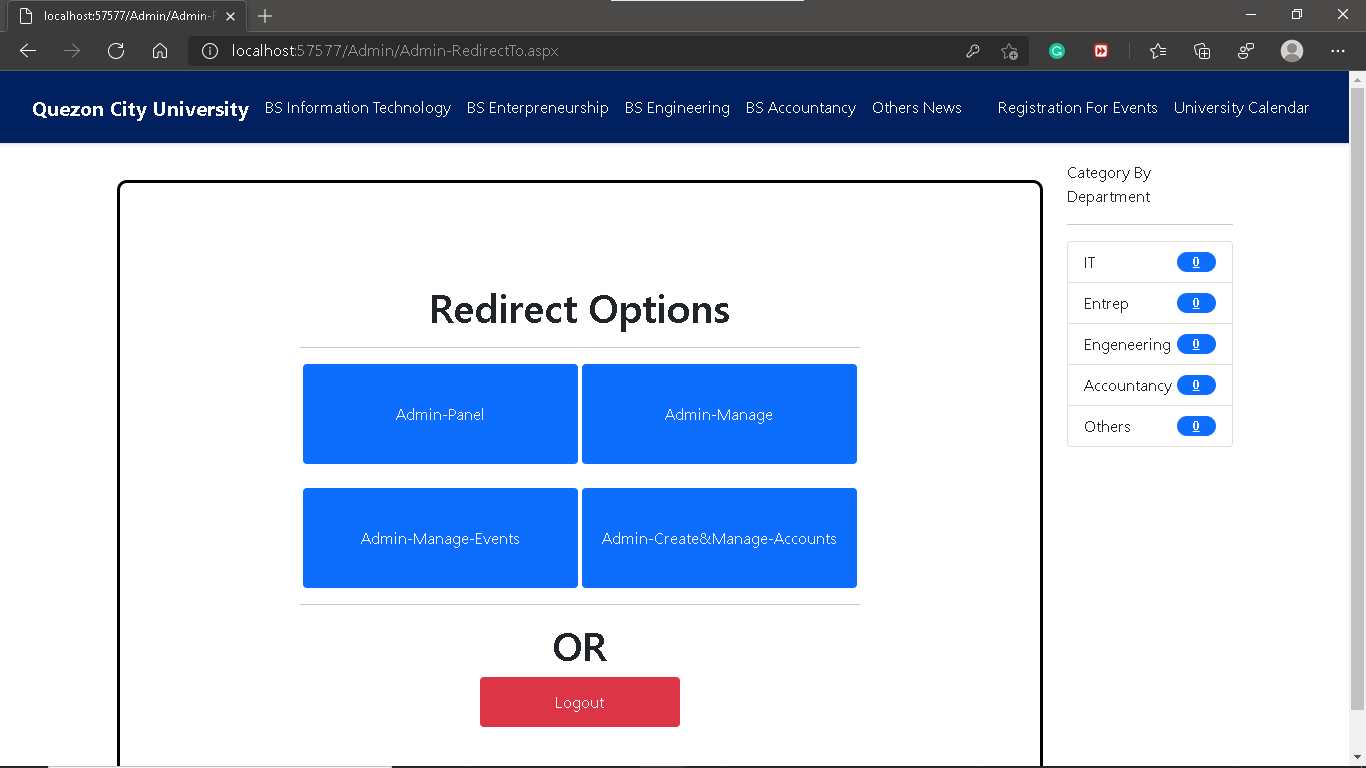 localhost:57577/Admin/Admin-R
localhost:57577/Admin/Admin-RedirectTo.aspx
Quezon City University BS Information Technology BS Enterpreneurship BS Engineering BS Accountancy Others News Registration For Events University Calendar
Category By
Department
IT 0
Entrep 0
Engeneering 0
Accountancy 0
Others 0
Redirect Options
Admin-Panel Admin-Manage
Admin-Manage-Events Admin-Create&Manage-Accounts
OR
Logout